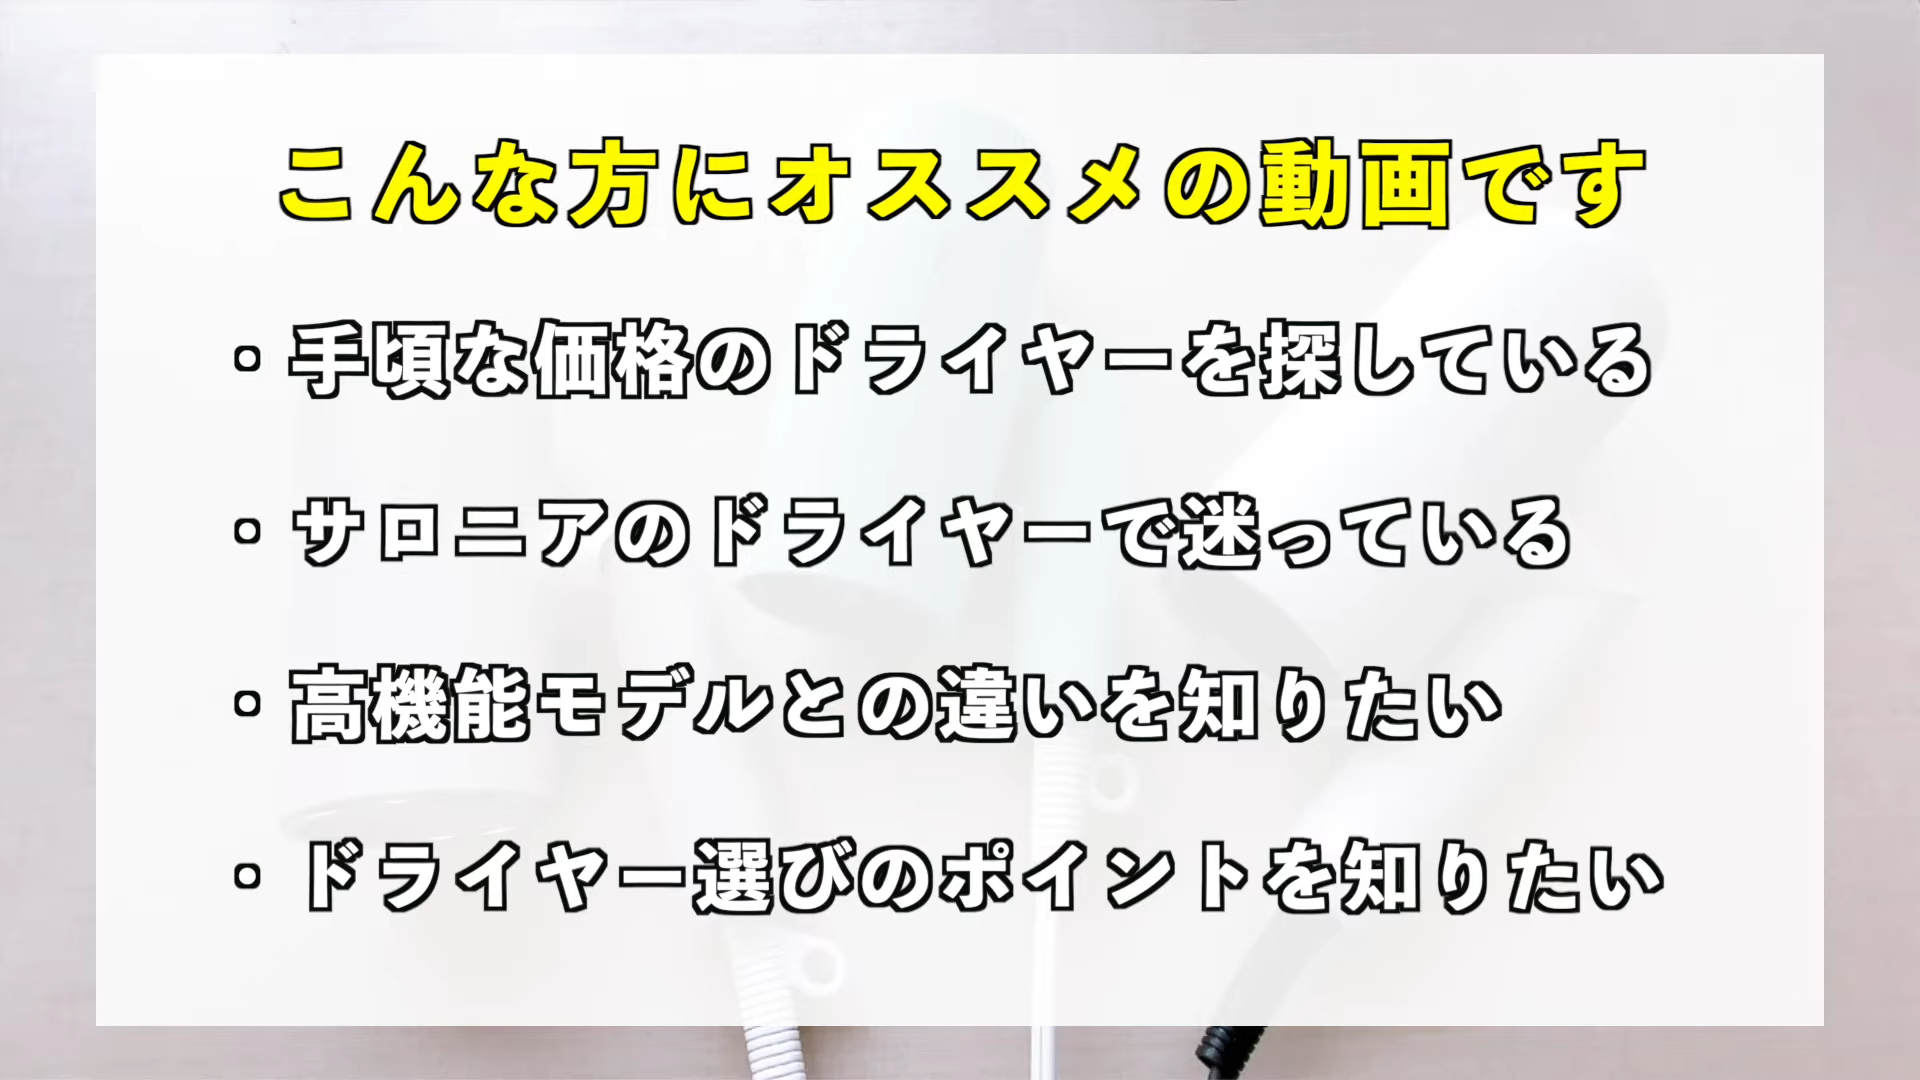 こんな方にオススメの動画です
・手頃な価格のドライヤーを探している
・サロニアのドライヤーで迷っている
・高機能モデルとの違いを知りたい
・ドライヤー選びのポイントを知りたい